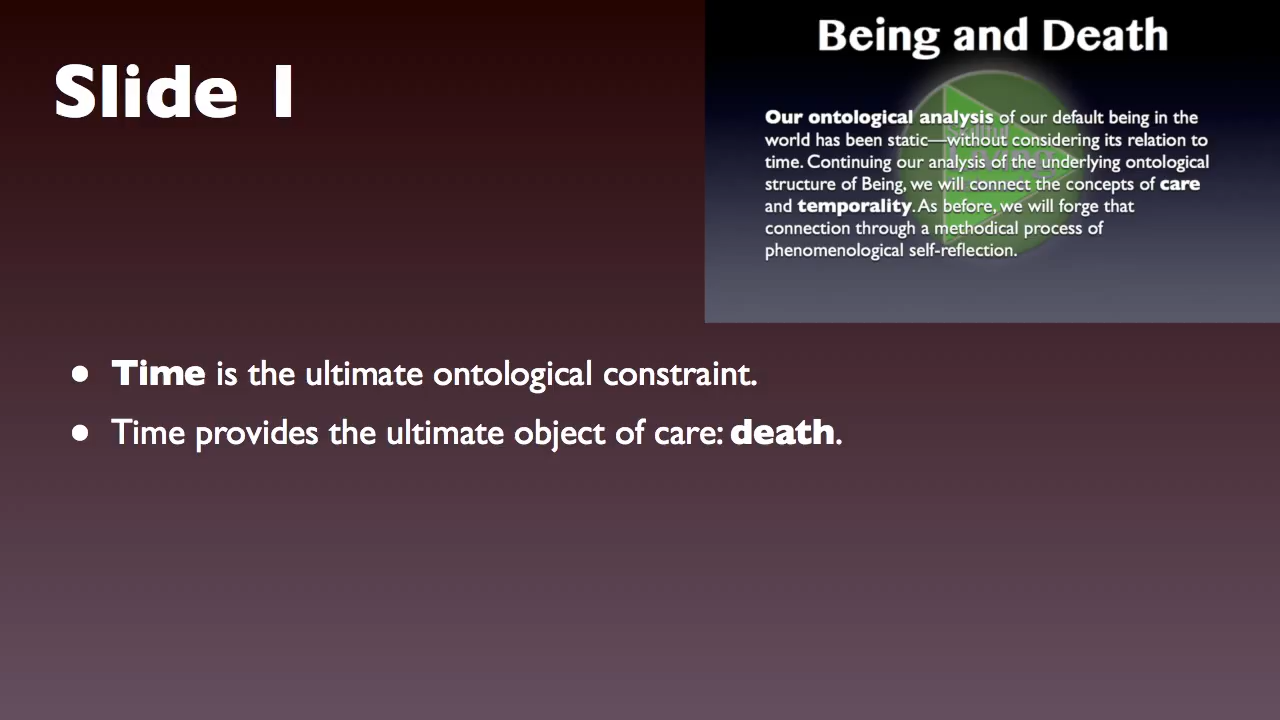 Slide 1
Being and Death
Our ontological analysis of our default being in the
world has been static—without considering its relation to
time. Continuing our analysis of the underlying ontological
structure of Being, we will connect the concepts of care
and temporality. As before, we will forge that
connection through a methodical process of
phenomenological self-reflection.
● Time is the ultimate ontological constraint.
● Time provides the ultimate object of care: death.